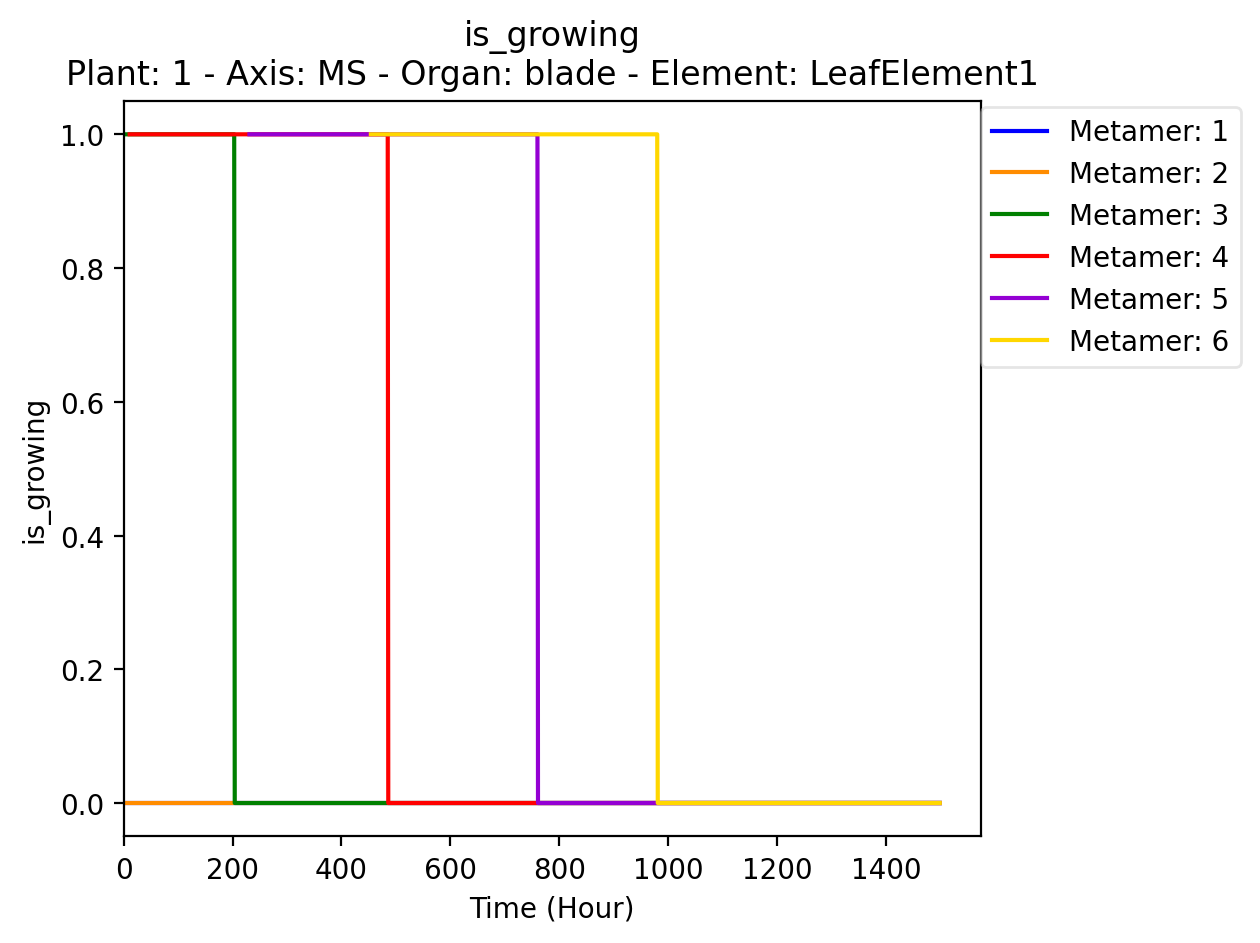 is_growing
Plant: 1 - Axis: MS - Organ: blade - Element: LeafElement1
1.0
0.8
0.6
0.4
0.2
0.0
is_growing
0 200 400 600 800 1000 1200 1400
Time (Hour)
Metamer: 1
Metamer: 2
Metamer: 3
Metamer: 4
Metamer: 5
Metamer: 6